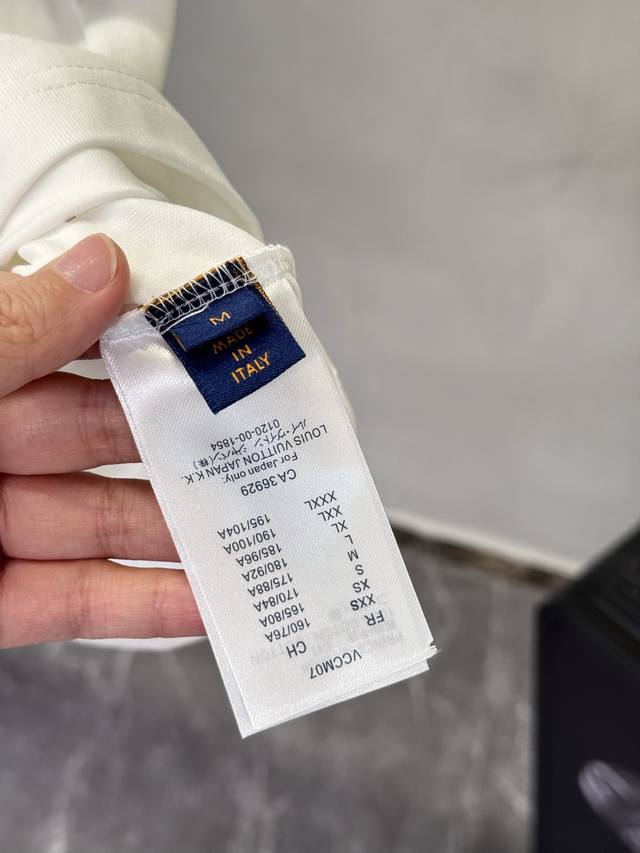 M
MADE
IN
ITALY
VCCM07
FR CH
XXS 160/76A
XS 165/80A
S 170/84A
M 175/88A
L 180/92A
XL 185/96A
XXL 190/100A
XXXL 195/104A
CA 36929
For Japan only:
LOUIS VUITTON JAPAN K.K.
ルイ・ヴィトン ジャパン(株)
0120-00-1854